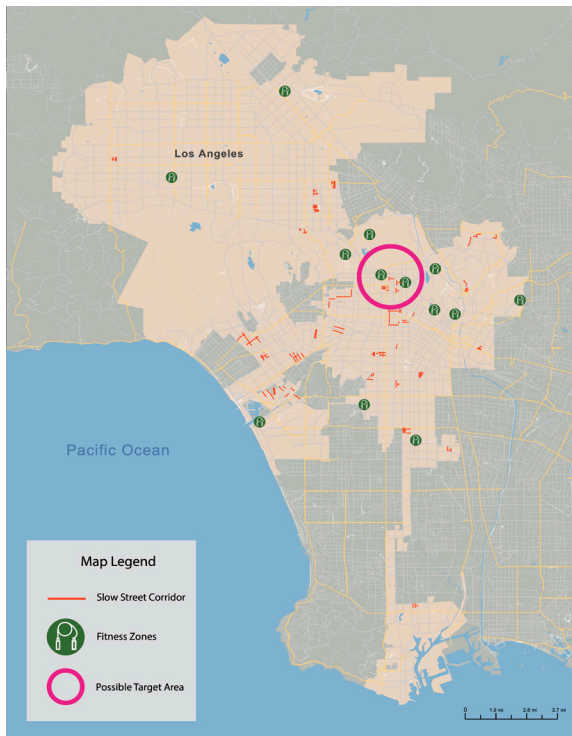 Los Angeles
Pacific Ocean
Map Legend
Slow Street Corridor
Fitness Zones
Possible Target Area
0 1.8 mi 2.8 mi 3.7 mi